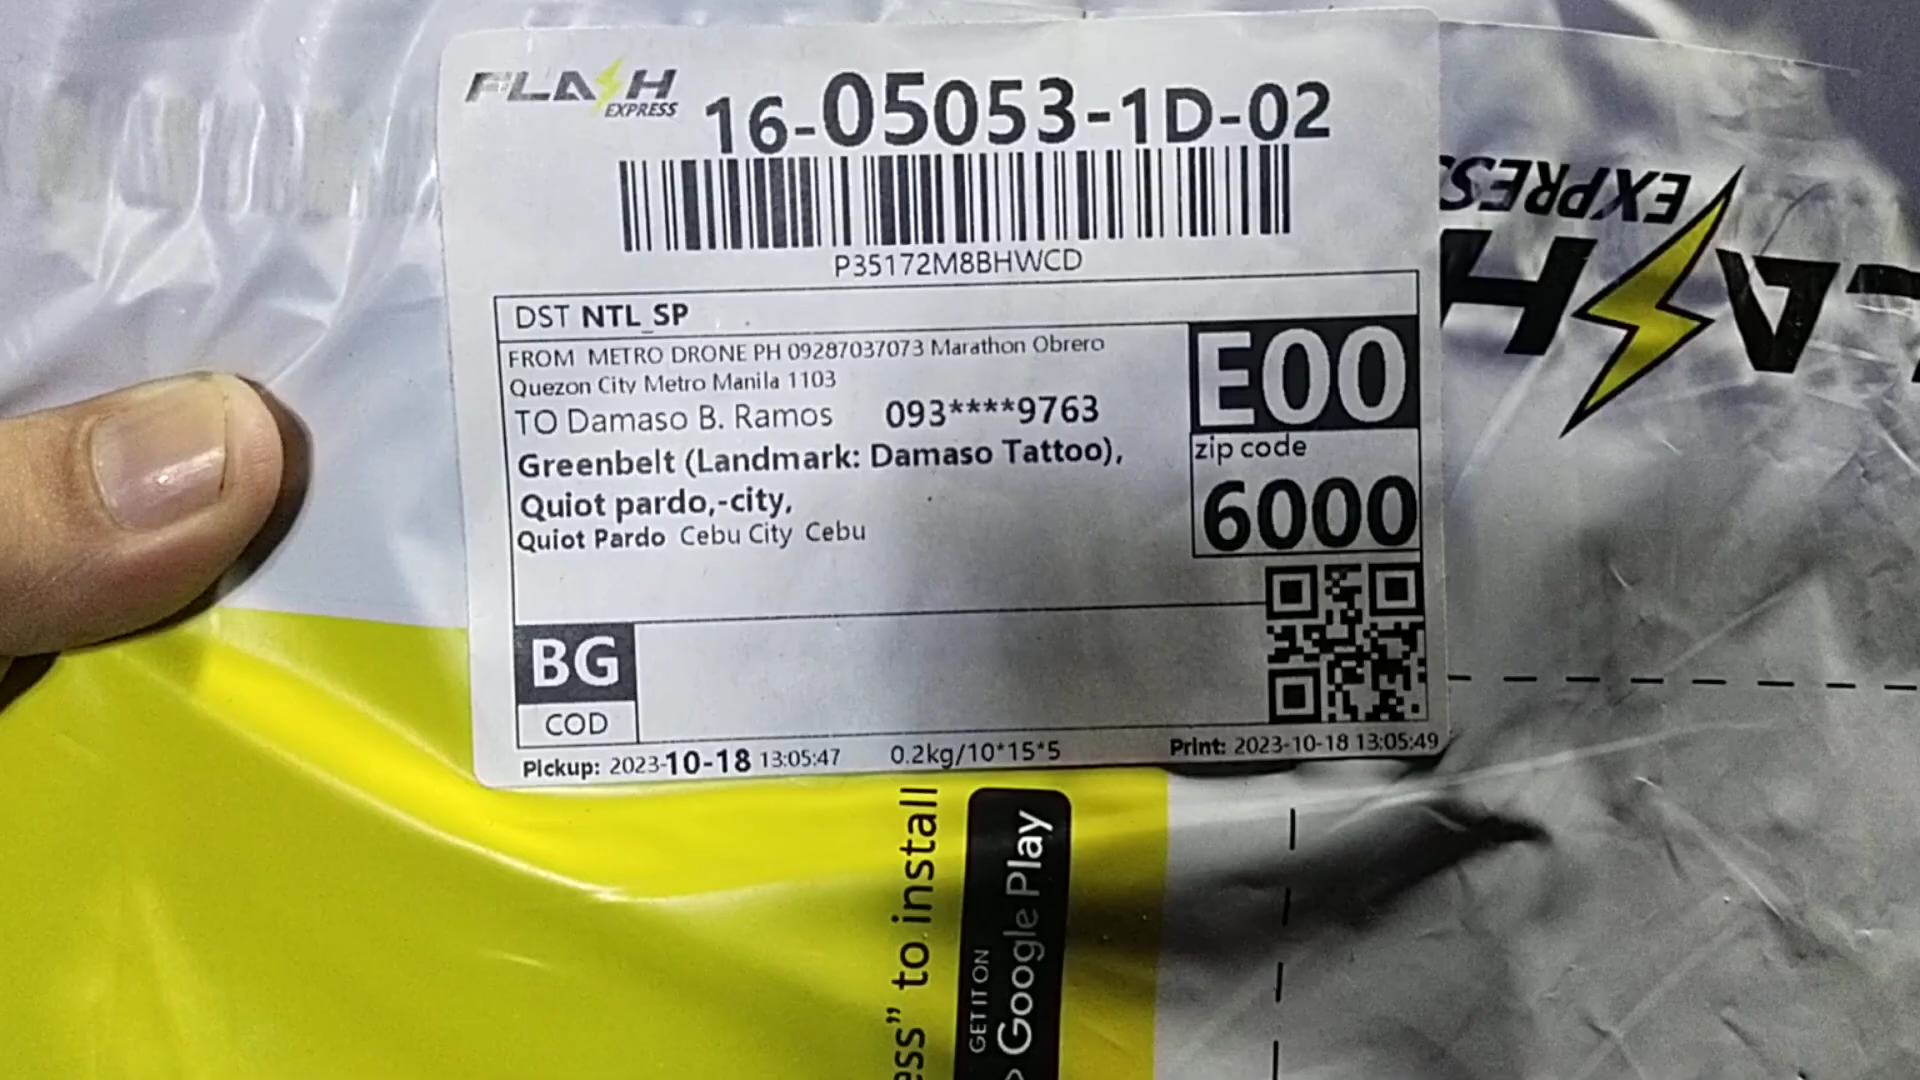 FLASH
EXPRESS
16-05053-1D-02
P35172M8BHWCD
DST NTL_SP
FROM METRO DRONE PH 09287037073 Marathon Obrero
Quezon City Metro Manila 1103
TO Damaso B. Ramos 093****9763
Greenbelt (Landmark: Damaso Tattoo),
Quiot pardo,-city,
Quiot Pardo Cebu City Cebu
E00
zip code
6000
BG
COD
Pickup: 2023-10-18 13:05:47 0.2kg/10*15*5 Print: 2023-10-18 13:05:49
EXPRESS
to install
GET IT ON
Google Play